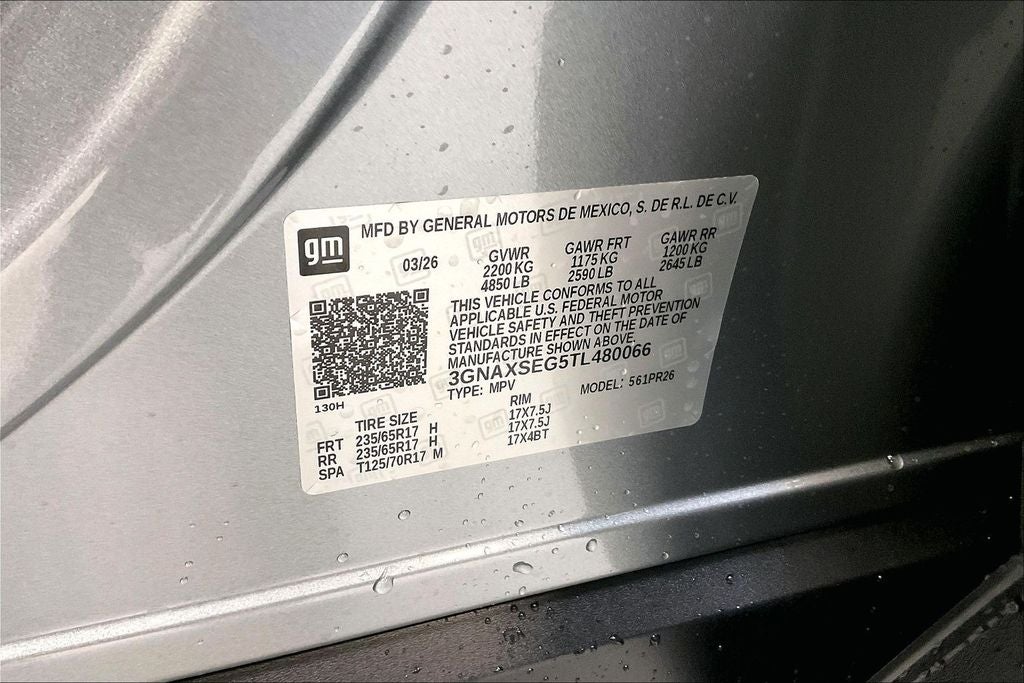 gm
MFD BY GENERAL MOTORS DE MEXICO, S. DE R.L. DE C.V.
03/26
GVWR GAWR FRT GAWR RR
2200 KG 1175 KG 1200 KG
4850 LB 2590 LB 2645 LB
THIS VEHICLE CONFORMS TO ALL
APPLICABLE U.S. FEDERAL MOTOR
VEHICLE SAFETY AND THEFT PREVENTION
STANDARDS IN EFFECT ON THE DATE OF
MANUFACTURE SHOWN ABOVE.
3GNAXSEG5TL480066
TYPE: MPV MODEL: 561PR26
130H
TIRE SIZE RIM
FRT 235/65R17 H 17X7.5J
RR 235/65R17 H 17X7.5J
SPA T125/70R17 M 17X4BT